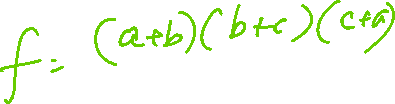 f = (a+b)(b+c)(c+a)